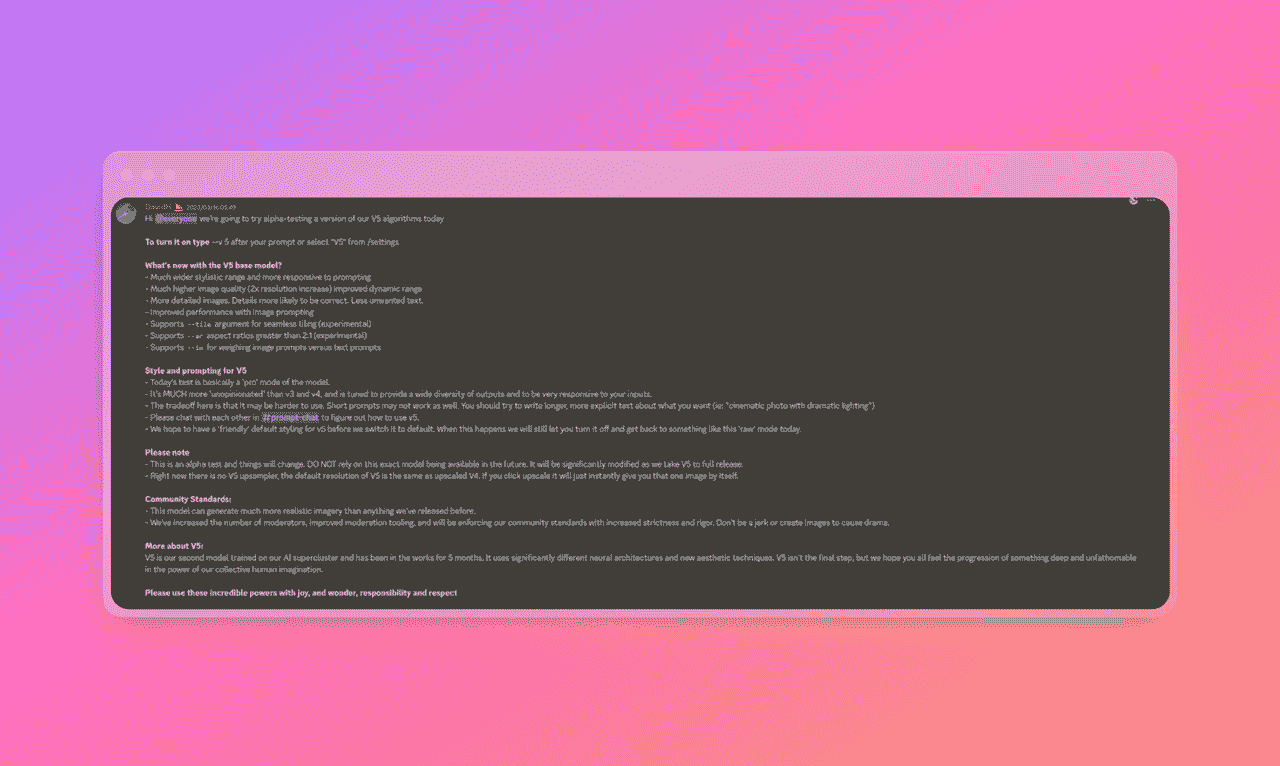 DavidH 2023/03/16 05:49
Hi @everyone we're going to try alpha-testing a version of our V5 algorithms today
To turn it on type --v 5 after your prompt or select "V5" from /settings
What's new with the V5 base model?
- Much wider stylistic range and more responsive to prompting
- Much higher image quality (2x resolution increase) improved dynamic range
- More detailed images. Details more likely to be correct. Less unwanted text.
- Improved performance with image prompting
- Supports --tile argument for seamless tiling (experimental)
- Supports --ar aspect ratios greater than 2:1 (experimental)
- Supports --iw for weighing image prompts versus text prompts
Style and prompting for V5
- Today's test is basically a 'pro' mode of the model.
- It's MUCH more 'unopinionated' than v3 and v4, and is tuned to provide a wide diversity of outputs and to be very responsive to your inputs.
- The tradeoff here is that it may be harder to use. Short prompts may not work as well. You should try to write longer, more explicit text about what you want (ie: "cinematic photo with dramatic lighting")
- Please chat with each other in #prompt-chat to figure out how to use v5.
- We hope to have a 'friendly' default styling for v5 before we switch it to default. When this happens we will still let you turn it off and get back to something like this 'raw' mode today.
Please note
- This is an alpha test and things will change. DO NOT rely on this exact model being available in the future. It will be significantly modified as we take V5 to full release.
- Right now there is no V5 upsampler, the default resolution of V5 is the same as upscaled V4. If you click upscale it will just instantly give you that one image by itself.
Community Standards:
- This model can generate much more realistic imagery than anything we've released before.
- We've increased the number of moderators, improved moderation tooling, and will be enforcing our community standards with increased strictness and rigor. Don't be a jerk or create images to cause drama.
More about V5:
V5 is our second model trained on our AI supercluster and has been in the works for 5 months. It uses significantly different neural architectures and new aesthetic techniques. V5 isn't the final step, but we hope you all feel the progression of something deep and unfathomable
in the power of our collective human imagination.
Please use these incredible powers with joy, and wonder, responsibility and respect